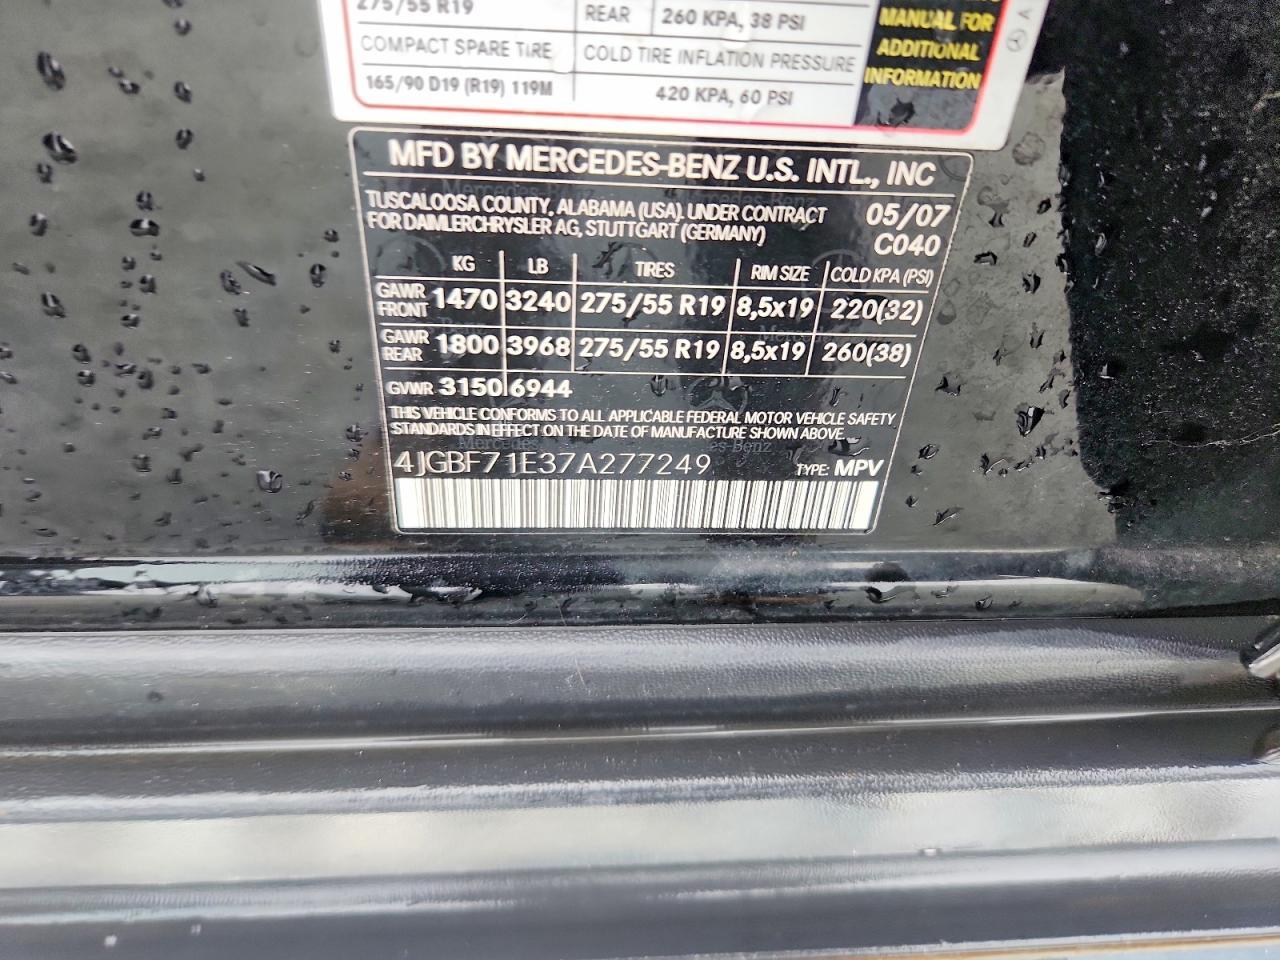 275/55 R19 REAR 260 KPA, 38 PSI
COMPACT SPARE TIRE COLD TIRE INFLATION PRESSURE
165/90 D19 (R19) 119M 420 KPA, 60 PSI
MANUAL FOR
ADDITIONAL
INFORMATION
A
MFD BY MERCEDES-BENZ U.S. INTL., INC
TUSCALOOSA COUNTY, ALABAMA (USA). UNDER CONTRACT 05/07
FOR DAIMLERCHRYSLER AG, STUTTGART (GERMANY) C040
KG LB TIRES RIM SIZE COLD KPA (PSI)
GAWR FRONT 1470 3240 275/55 R19 8,5x19 220(32)
GAWR REAR 1800 3968 275/55 R19 8,5x19 260(38)
GVWR 3150 6944
THIS VEHICLE CONFORMS TO ALL APPLICABLE FEDERAL MOTOR VEHICLE SAFETY
STANDARDS IN EFFECT ON THE DATE OF MANUFACTURE SHOWN ABOVE
4JGBF71E37A277249 TYPE: MPV